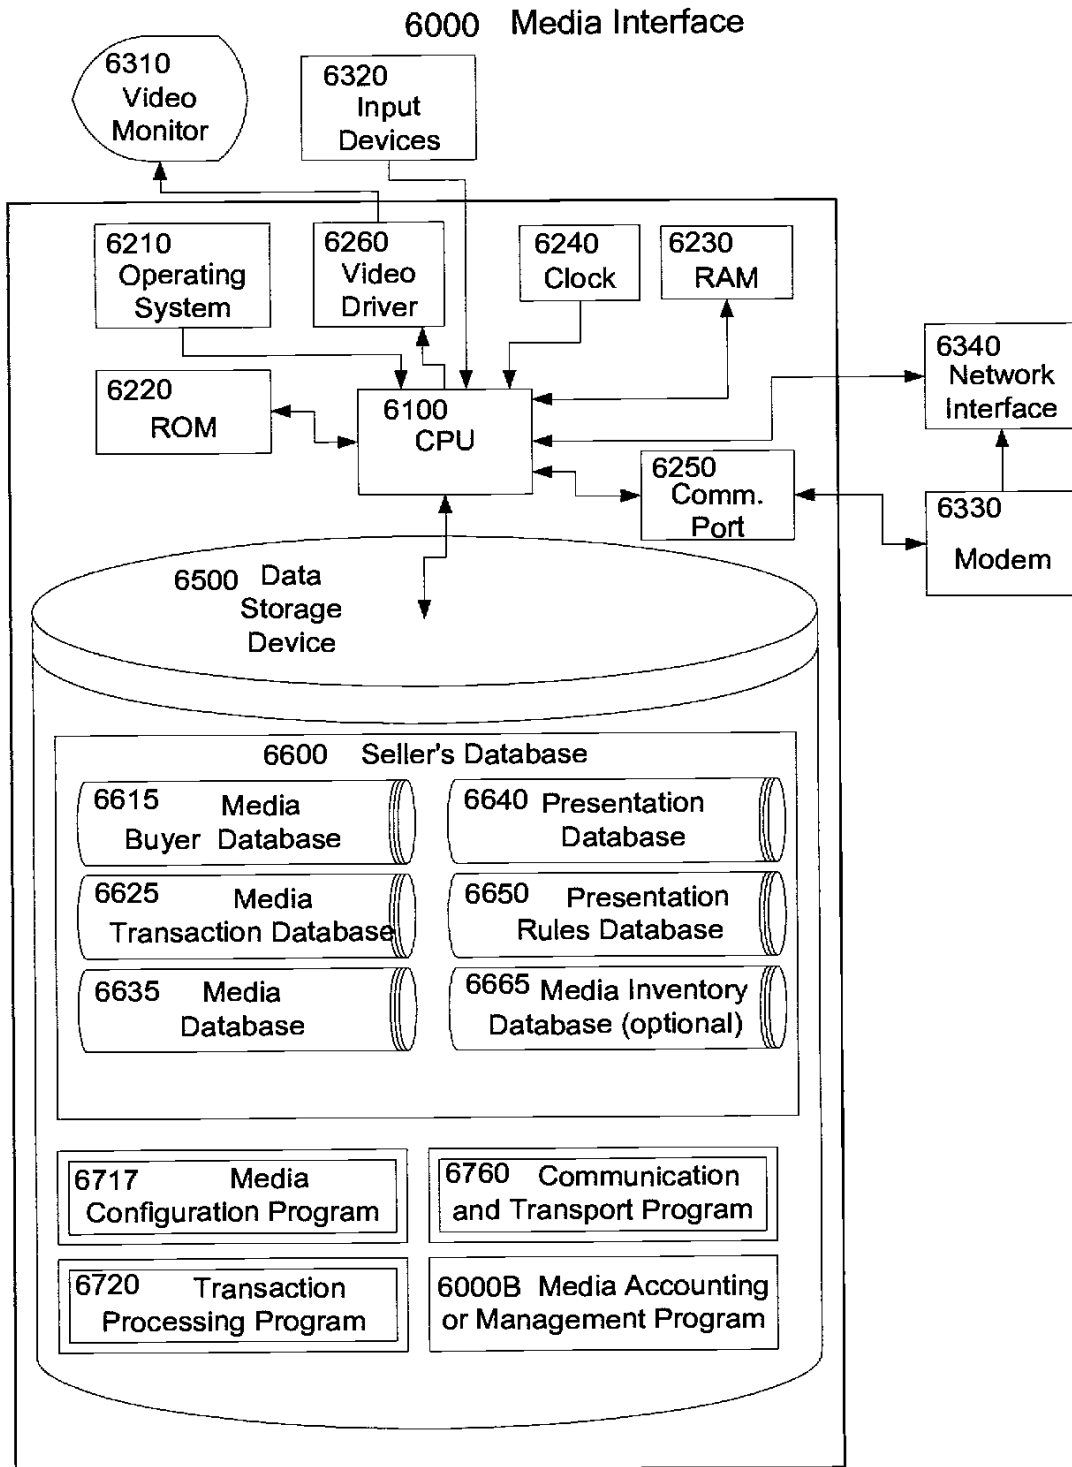 6000 Media Interface
6310
Video
Monitor
6320
Input
Devices
6210
Operating
System
6260
Video
Driver
6240
Clock
6230
RAM
6340
Network
Interface
6220
ROM
6100
CPU
6250
Comm.
Port
6330
Modem
6500 Data
Storage
Device
6600 Seller's Database
6615 Media
Buyer Database
6640 Presentation
Database
6625 Media
Transaction Database
6650 Presentation
Rules Database
6635 Media
Database
6665 Media Inventory
Database (optional)
6717 Media
Configuration Program
6760 Communication
and Transport Program
6720 Transaction
Processing Program
6000B Media Accounting
or Management Program